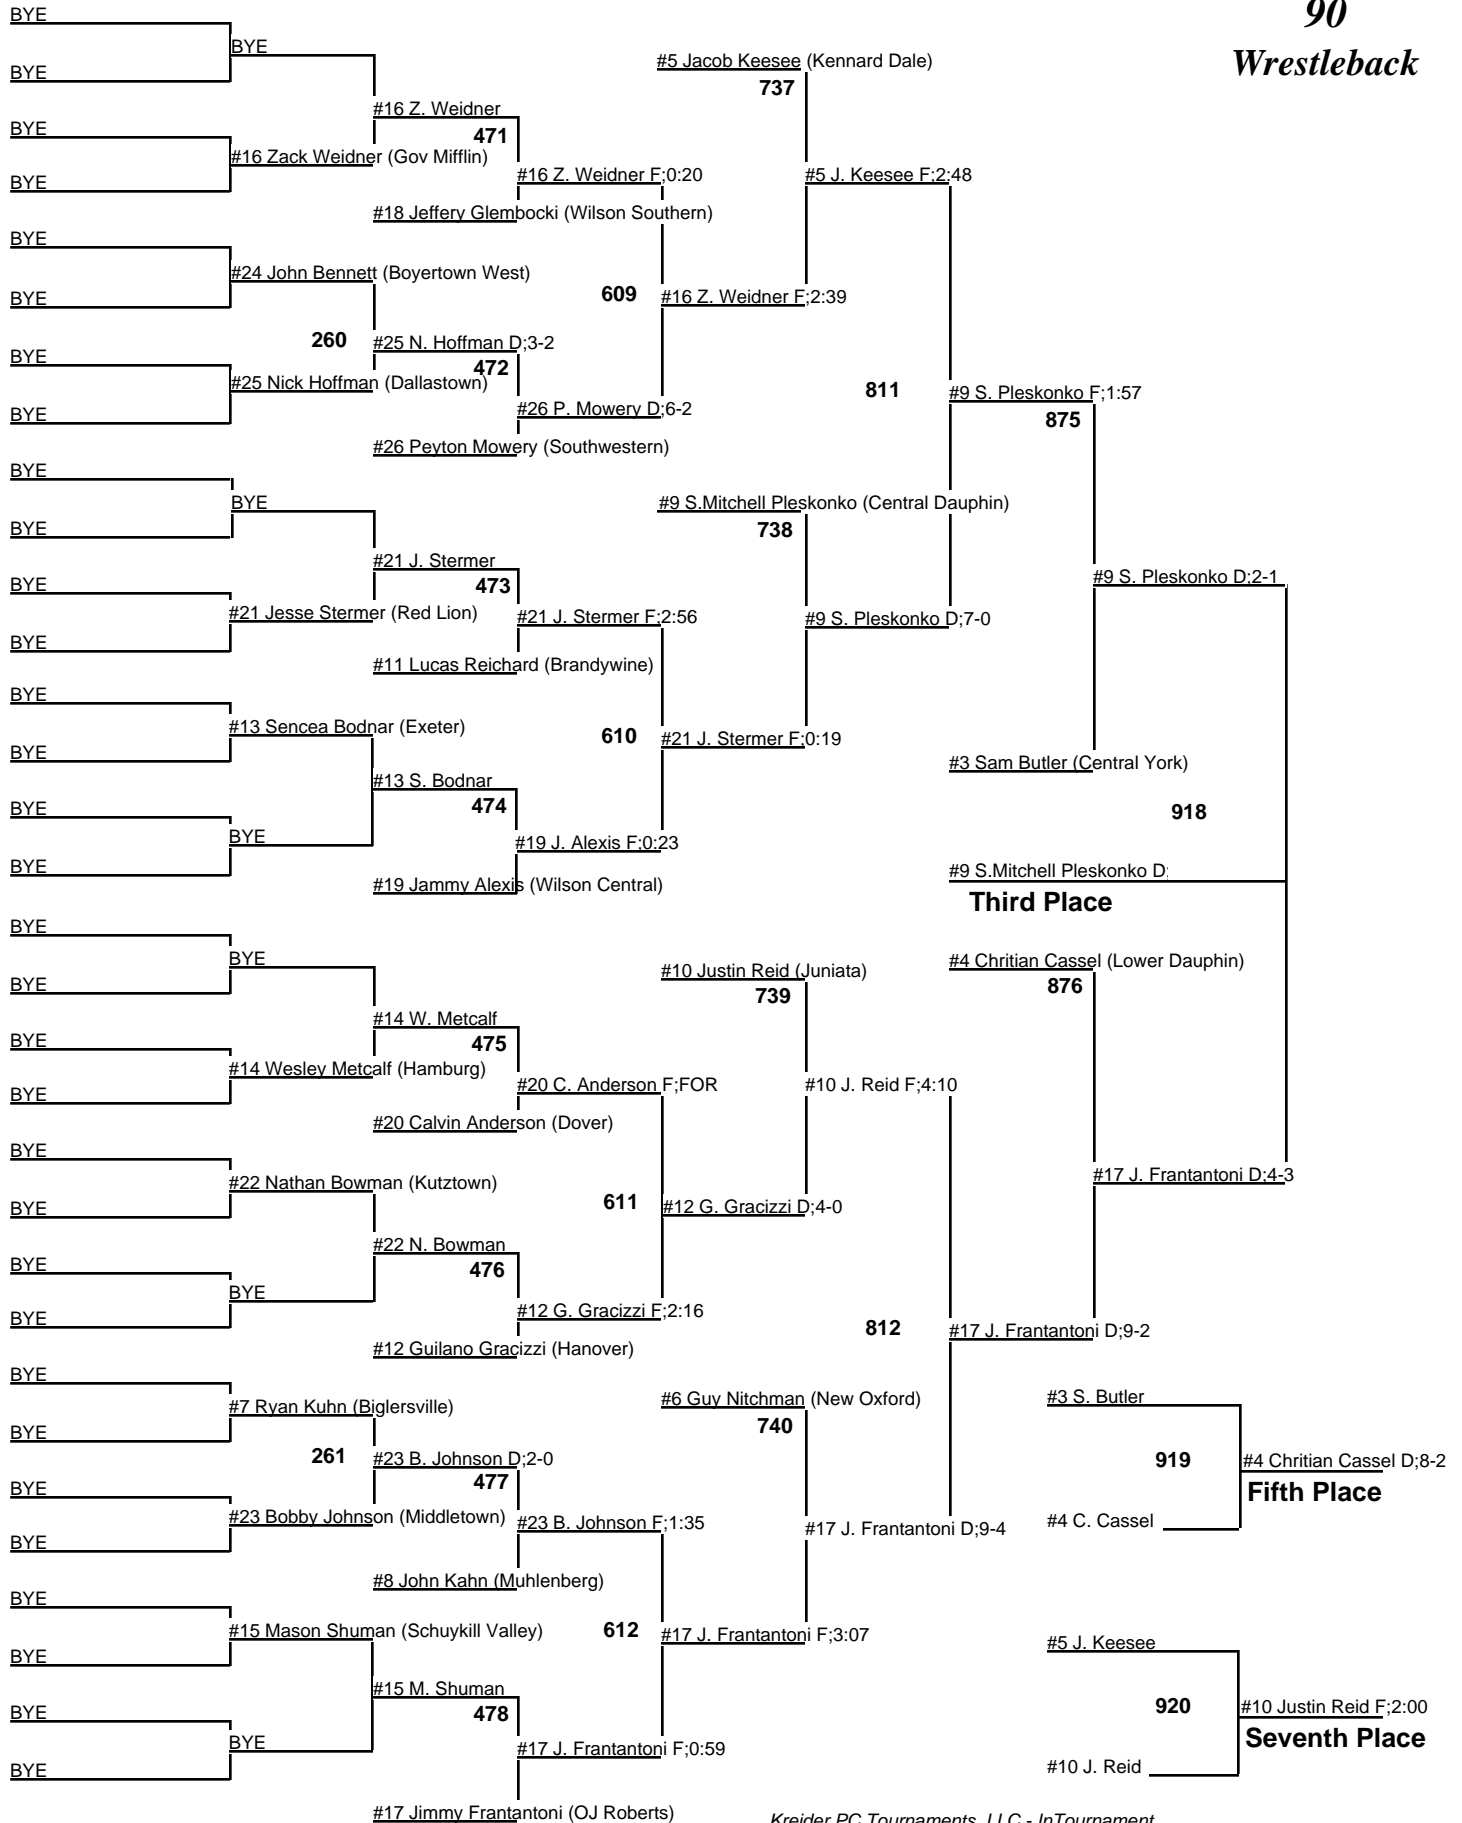 90
Wrestleback
BYE
BYE
BYE
#5 Jacob Keesee (Kennard Dale)
737
#16 Z. Weidner
471
BYE
#16 Zack Weidner (Gov Mifflin)
BYE
#16 Z. Weidner F;0:20
#5 J. Keesee F;2:48
#18 Jeffery Glembocki (Wilson Southern)
BYE
#24 John Bennett (Boyertown West)
BYE
609
#16 Z. Weidner F;2:39
260
#25 N. Hoffman D;3-2
472
BYE
#25 Nick Hoffman (Dallastown)
BYE
811
#9 S. Pleskonko F;1:57
875
#26 P. Mowery D;6-2
#26 Peyton Mowery (Southwestern)
BYE
BYE
BYE
#9 S.Mitchell Pleskonko (Central Dauphin)
738
#21 J. Stermer
473
BYE
#9 S. Pleskonko D;2-1
#21 Jesse Stermer (Red Lion)
BYE
#21 J. Stermer F;2:56
#9 S. Pleskonko D;7-0
#11 Lucas Reichard (Brandywine)
BYE
#13 Sencea Bodnar (Exeter)
BYE
610
#21 J. Stermer F;0:19
#3 Sam Butler (Central York)
#13 S. Bodnar
474
BYE
BYE
BYE
918
#19 J. Alexis F;0:23
#19 Jammy Alexis (Wilson Central)
#9 S.Mitchell Pleskonko D;
Third Place
BYE
BYE
BYE
#10 Justin Reid (Juniata)
739
#4 Chritian Cassel (Lower Dauphin)
876
#14 W. Metcalf
475
BYE
#14 Wesley Metcalf (Hamburg)
BYE
#20 C. Anderson F;FOR
#10 J. Reid F;4:10
#20 Calvin Anderson (Dover)
BYE
#22 Nathan Bowman (Kutztown)
BYE
611
#12 G. Gracizzi D;4-0
#17 J. Frantantoni D;4-3
#22 N. Bowman
476
BYE
BYE
BYE
#12 G. Gracizzi F;2:16
#12 Guilano Gracizzi (Hanover)
812
#17 J. Frantantoni D;9-2
BYE
#7 Ryan Kuhn (Biglersville)
BYE
#6 Guy Nitchman (New Oxford)
740
#3 S. Butler
261
#23 B. Johnson D;2-0
477
919
#4 Chritian Cassel D;8-2
Fifth Place
BYE
#23 Bobby Johnson (Middletown)
BYE
#23 B. Johnson F;1:35
#17 J. Frantantoni D;9-4
#4 C. Cassel
#8 John Kahn (Muhlenberg)
BYE
#15 Mason Shuman (Schuykill Valley)
BYE
612
#17 J. Frantantoni F;3:07
#5 J. Keesee
#15 M. Shuman
478
BYE
BYE
BYE
920
#10 Justin Reid F;2:00
Seventh Place
#17 J. Frantantoni F;0:59
#10 J. Reid
#17 Jimmy Frantantoni (OJ Roberts)
Kreider PC Tournaments, LLC - InTournament